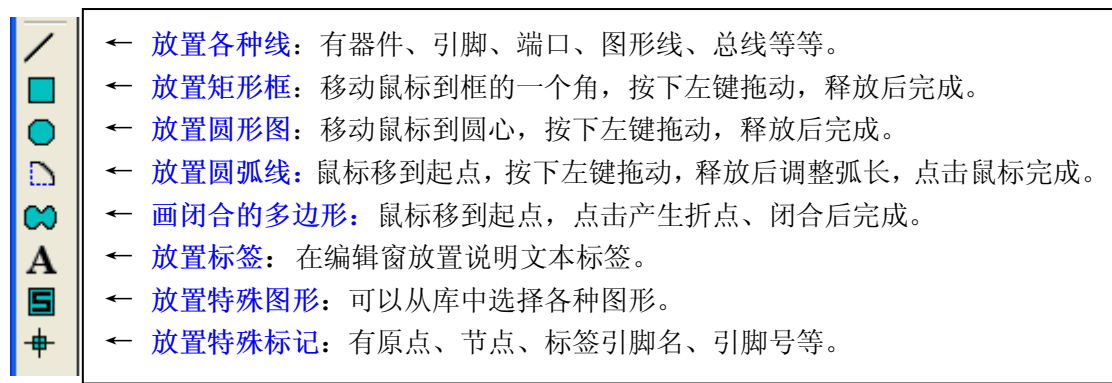 ← 放置各种线：有器件、引脚、端口、图形线、总线等等。
← 放置矩形框：移动鼠标到框的一个角，按下左键拖动，释放后完成。
← 放置圆形图：移动鼠标到圆心，按下左键拖动，释放后完成。
← 放置圆弧线：鼠标移到起点，按下左键拖动，释放后调整弧长，点击鼠标完成。
← 画闭合的多边形：鼠标移到起点，点击产生折点、闭合后完成。
A ← 放置标签：在编辑窗放置说明文本标签。
S ← 放置特殊图形：可以从库中选择各种图形。
← 放置特殊标记：有原点、节点、标签引脚名、引脚号等。